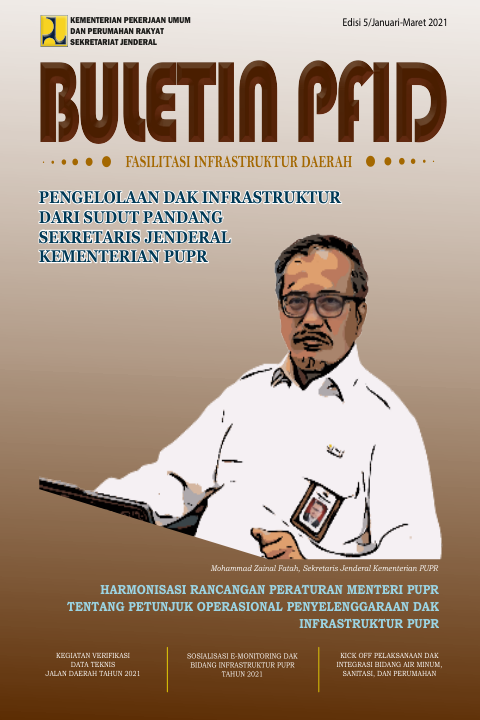 KEMENTERIAN PEKERJAAN UMUM
DAN PERUMAHAN RAKYAT
SEKRETARIAT JENDERAL
Edisi 5/Januari-Maret 2021
BULETIN PFID
FASILITASI INFRASTRUKTUR DAERAH
PENGELOLAAN DAK INFRASTRUKTUR
DARI SUDUT PANDANG
SEKRETARIS JENDERAL
KEMENTERIAN PUPR
Mohammad Zainal Fatah, Sekretaris Jenderal Kementerian PUPR
HARMONISASI RANCANGAN PERATURAN MENTERI PUPR
TENTANG PETUNJUK OPERASIONAL PENYELENGGARAAN DAK
INFRASTRUKTUR PUPR
KEGIATAN VERIFIKASI
DATA TEKNIS
JALAN DAERAH TAHUN 2021
SOSIALISASI E-MONITORING DAK
BIDANG INFRASTRUKTUR PUPR
TAHUN 2021
KICK OFF PELAKSANAAN DAK
INTEGRASI BIDANG AIR MINUM,
SANITASI, DAN PERUMAHAN